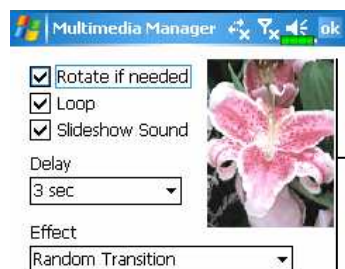 Multimedia Manager ok
Rotate if needed
Loop
Slideshow Sound
Delay
3 sec
Effect
Random Transition